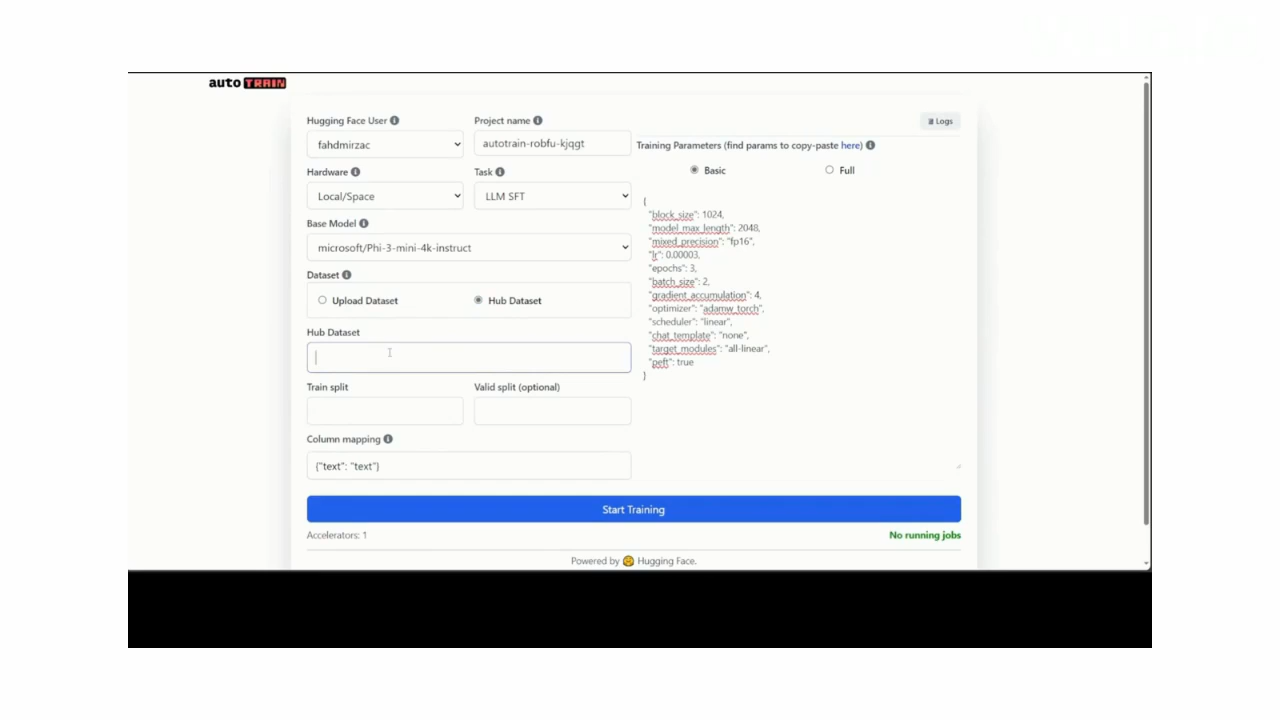 auto TRAIN
Hugging Face User
Project name
Logs
fahdmirzac
autotrain-robfu-kjqgt
Training Parameters (find params to copy-paste here)
Hardware
Task
Basic
Full
Local/Space
LLM SFT
{
"block_size": 1024,
"model_max_length": 2048,
"mixed_precision": "fp16",
"lr": 0.00003,
"epochs": 3,
"batch_size": 2,
"gradient_accumulation": 4,
"optimizer": "adamw_torch",
"scheduler": "linear",
"chat_template": "none",
"target_modules": "all-linear",
"peft": true
}
Base Model
microsoft/Phi-3-mini-4k-instruct
Dataset
Upload Dataset
Hub Dataset
Hub Dataset
Train split
Valid split (optional)
Column mapping
{"text": "text"}
Start Training
Accelerators: 1
No running jobs
Powered by 🤗 Hugging Face.